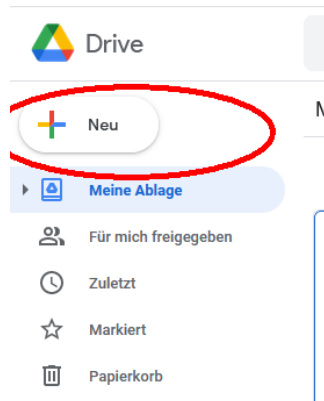 Drive
Neu
Meine Ablage
Für mich freigegeben
Zuletzt
Markiert
Papierkorb